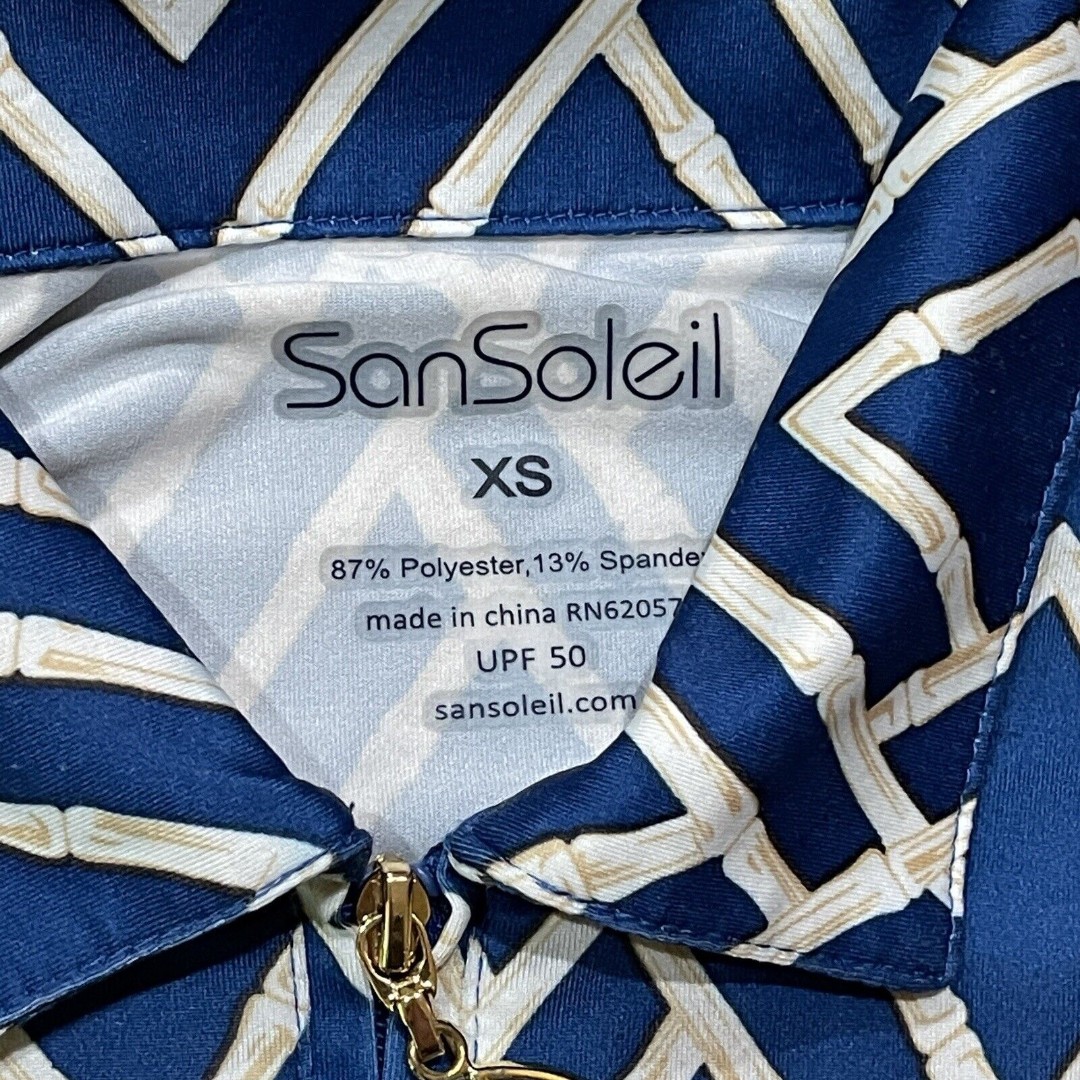 SanSoleil
XS
87% Polyester,13% Spande
made in china RN62057
UPF 50
sansoleil.com